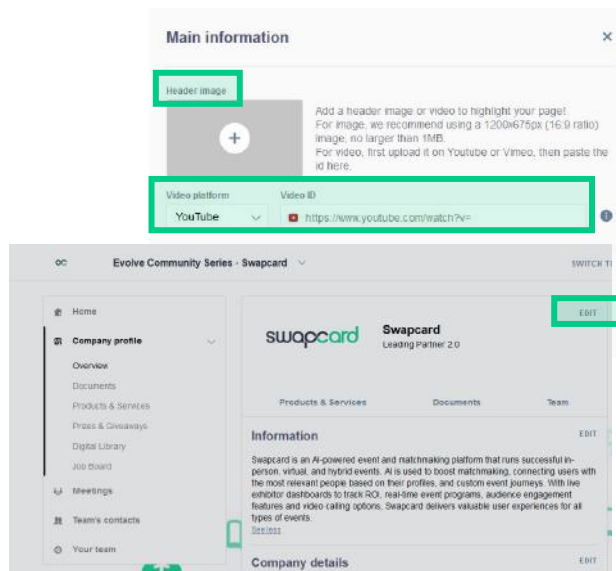 Main information
Header image
Add a header image or video to highlight your page!
For image, we recommend using a 1200x675px (16:9 ratio)
image, no larger than 1MB.
For video, first upload it on Youtube or Vimeo, then paste the
id here.
Video platform
Video ID
YouTube
https://www.youtube.com/watch?v=
Evolve Community Series - Swapcard
SWITCH T
Home
Company profile
Overview
Documents
Products & Services
Prizes & Giveaways
Digital Library
Job Board
Meetings
Team's contacts
Your team
EDIT
swapcard
Swapcard
Leading Partner 2.0
Products & Services
Documents
Team
Information
EDIT
Swapcard is an AI-powered event and matchmaking platform that runs successful in-
person, virtual, and hybrid events. AI is used to boost matchmaking, connecting users with
the most relevant people based on their profiles, and custom event journeys. With live
exhibitor dashboards to track ROI, real-time event programs, audience engagement
features and video calling options, Swapcard delivers valuable user experiences for all
types of events.
See less
Company details
EDIT